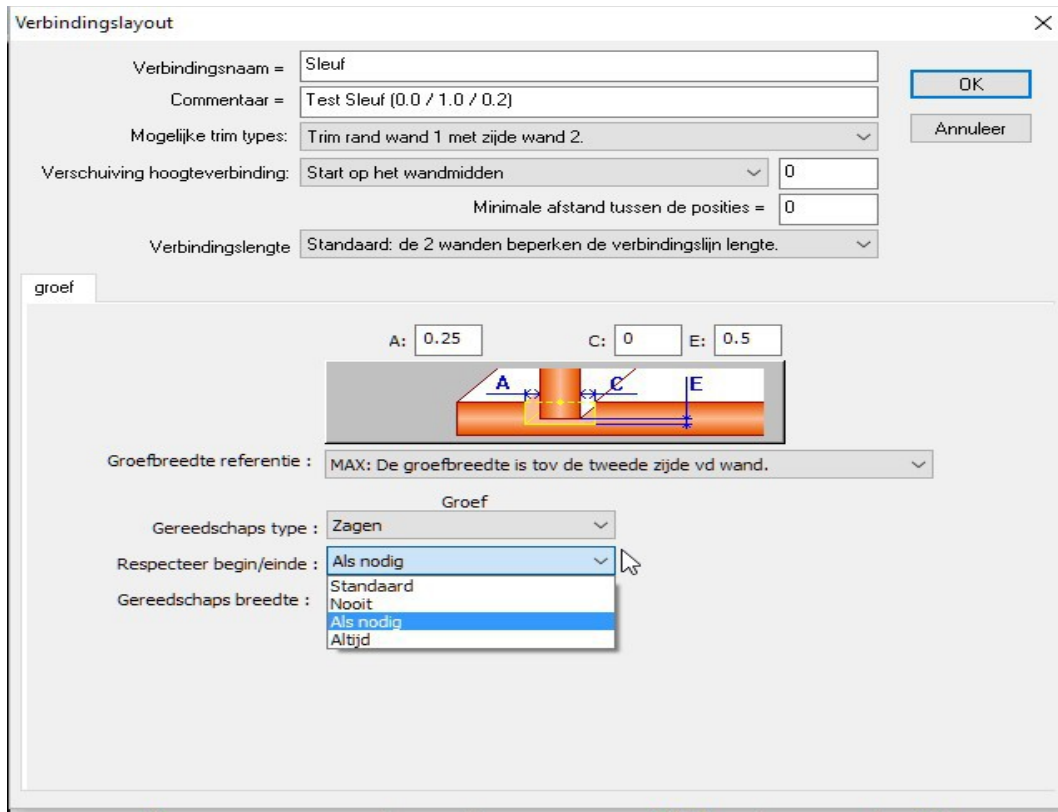 Verbindingslayout
Verbindingsnaam = Sleuf
OK
Commentaar = Test Sleuf (0.0 / 1.0 / 0.2)
Mogelijke trim types: Trim rand wand 1 met zijde wand 2.
Annuleer
Verschuiving hoogteverbinding: Start op het wandmidden 0
Minimale afstand tussen de posities = 0
Verbindingslengte Standaard: de 2 wanden beperken de verbindingslijn lengte.
groef
A: 0.25 C: 0 E: 0.5
A C E
Groefbreedte referentie : MAX: De groefbreedte is tov de tweede zijde vd wand.
Groef
Gereedschaps type : Zagen
Respecteer begin/einde : Als nodig
Standaard
Gereedschaps breedte : Nooit
Als nodig
Altijd